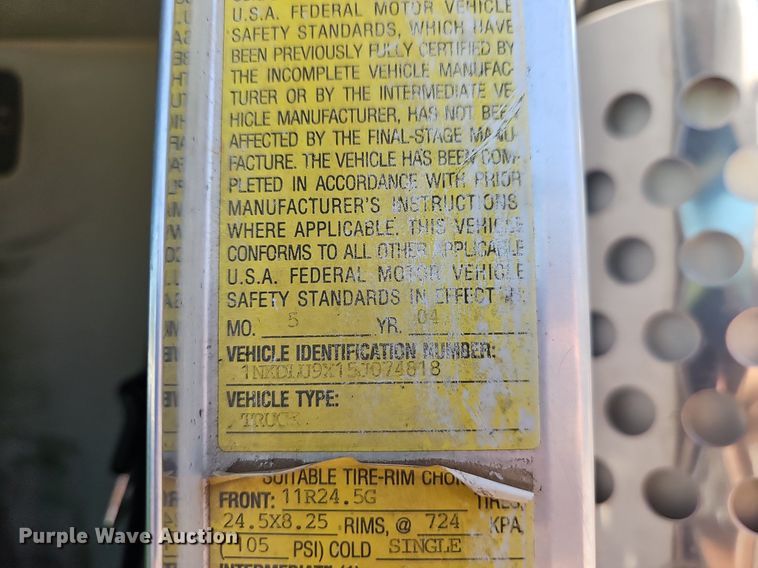 U.S.A. FEDERAL MOTOR VEHICLE
SAFETY STANDARDS, WHICH HAVE
BEEN PREVIOUSLY FULLY CERTIFIED BY
THE INCOMPLETE VEHICLE MANUFAC-
TURER OR BY THE INTERMEDIATE VE-
HICLE MANUFACTURER, HAS NOT BEEN
AFFECTED BY THE FINAL-STAGE MANU-
FACTURE. THE VEHICLE HAS BEEN COM-
PLETED IN ACCORDANCE WITH PRIOR
MANUFACTURER'S INSTRUCTIONS
WHERE APPLICABLE. THIS VEHICLE
CONFORMS TO ALL OTHER APPLICABLE
U.S.A. FEDERAL MOTOR VEHICLE
SAFETY STANDARDS IN EFFECT IN:
MO. 5 YR. 04
VEHICLE IDENTIFICATION NUMBER:
1NKDLU9X15J074818
VEHICLE TYPE:
TRUCK
SUITABLE TIRE-RIM CHOICE
FRONT: 11R24.5G TIRES,
24.5X8.25 RIMS, @ 724 KPA
(105 PSI) COLD SINGLE
INTERMEDIATE (1)
Purple Wave Auction